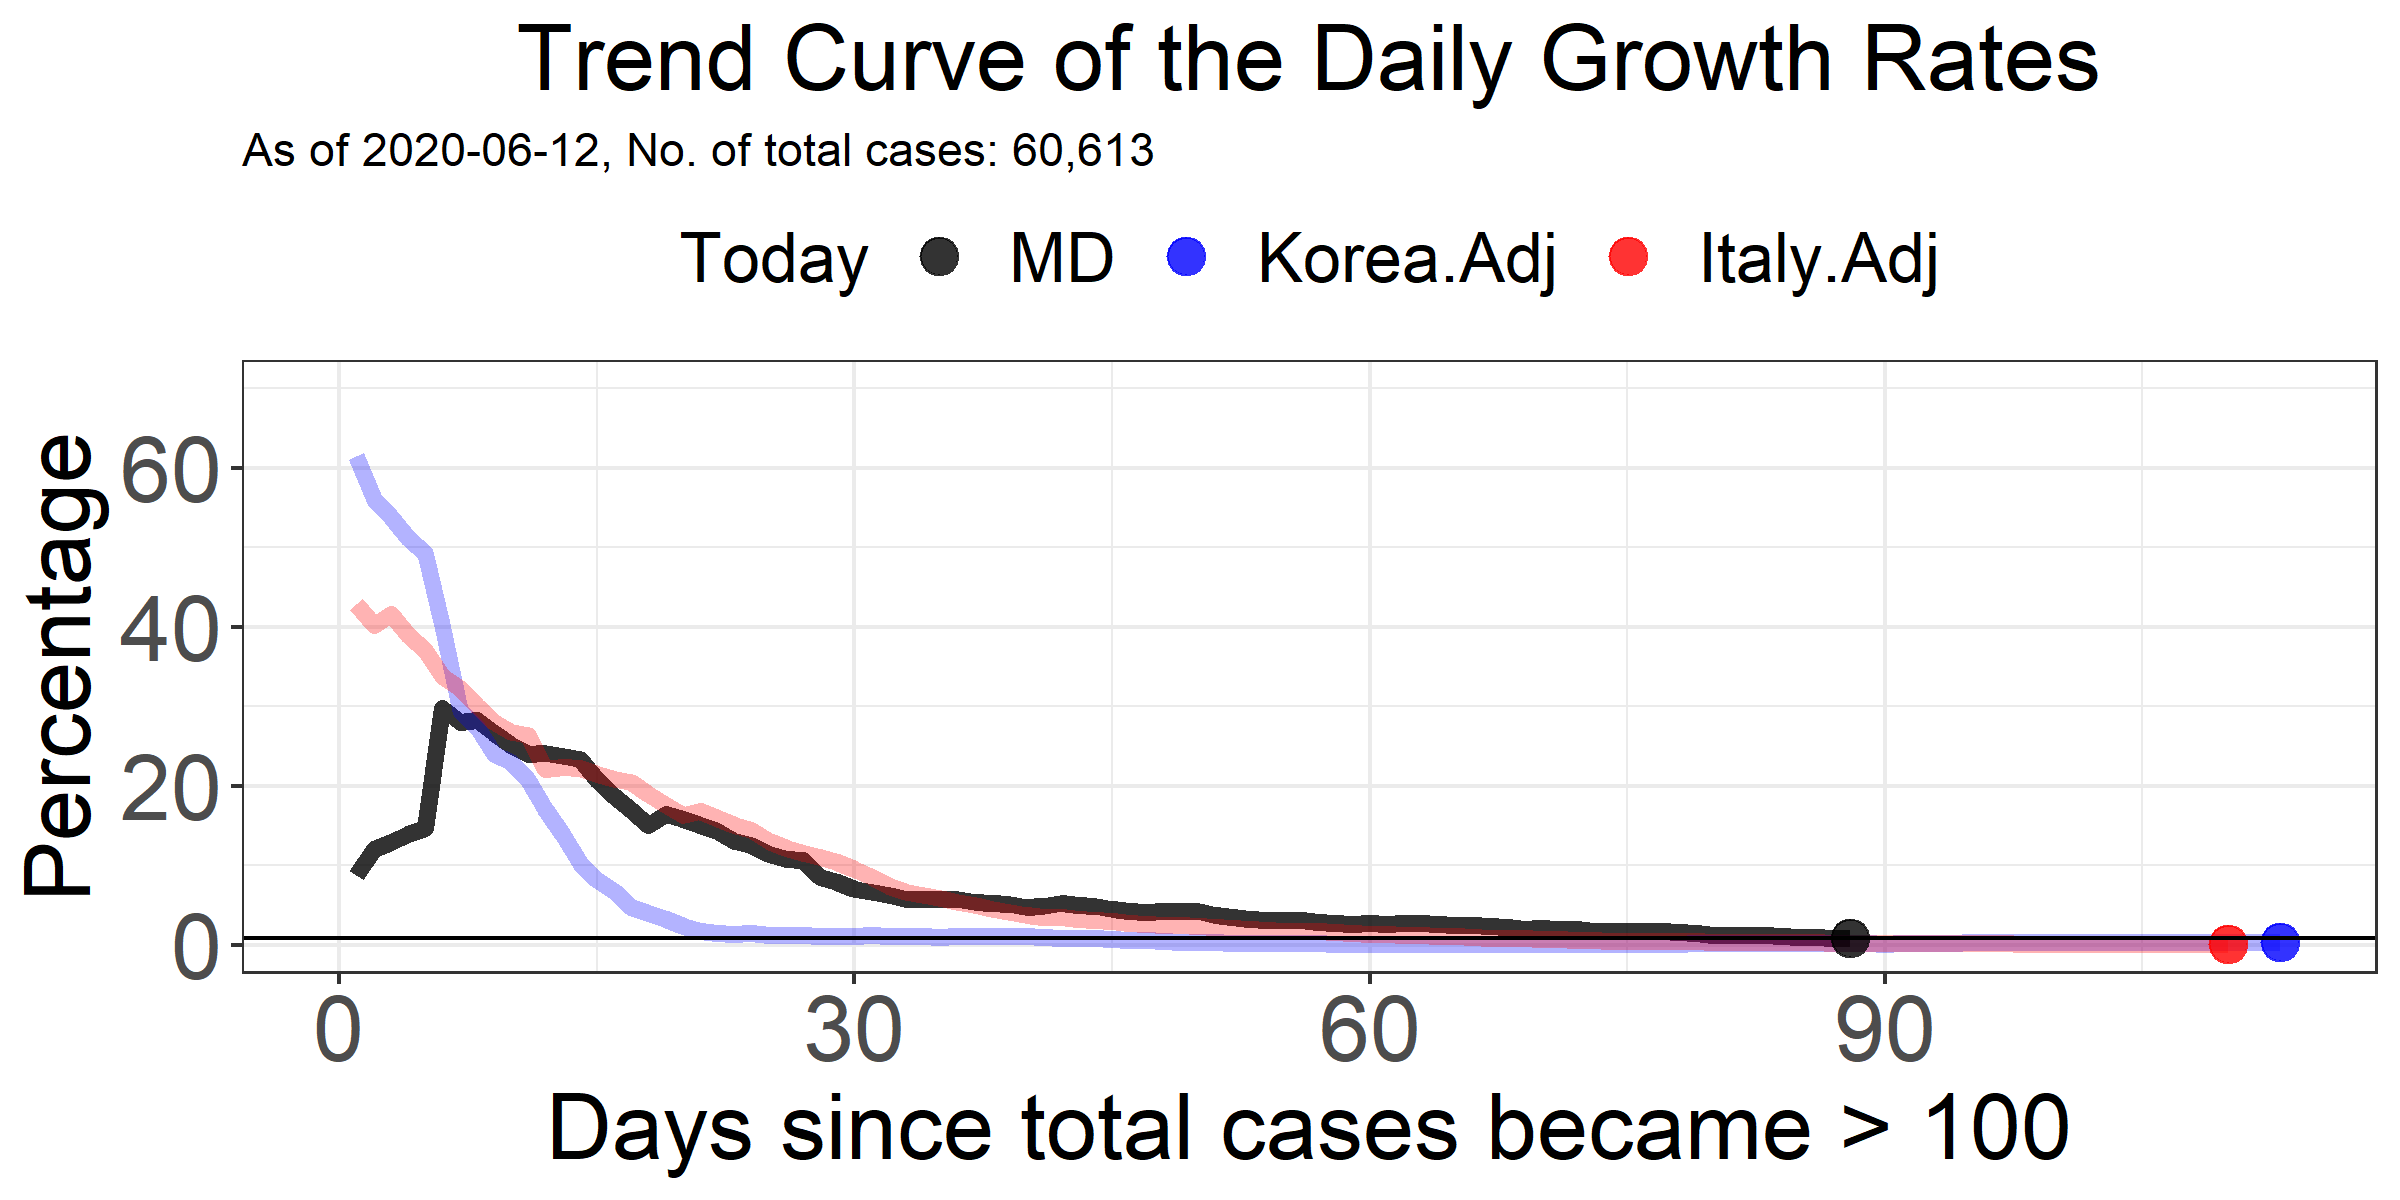 Trend Curve of the Daily Growth Rates
As of 2020-06-12, No. of total cases: 60,613
Today MD Korea.Adj Italy.Adj
Percentage
60
40
20
0
0 30 60 90
Days since total cases became > 100